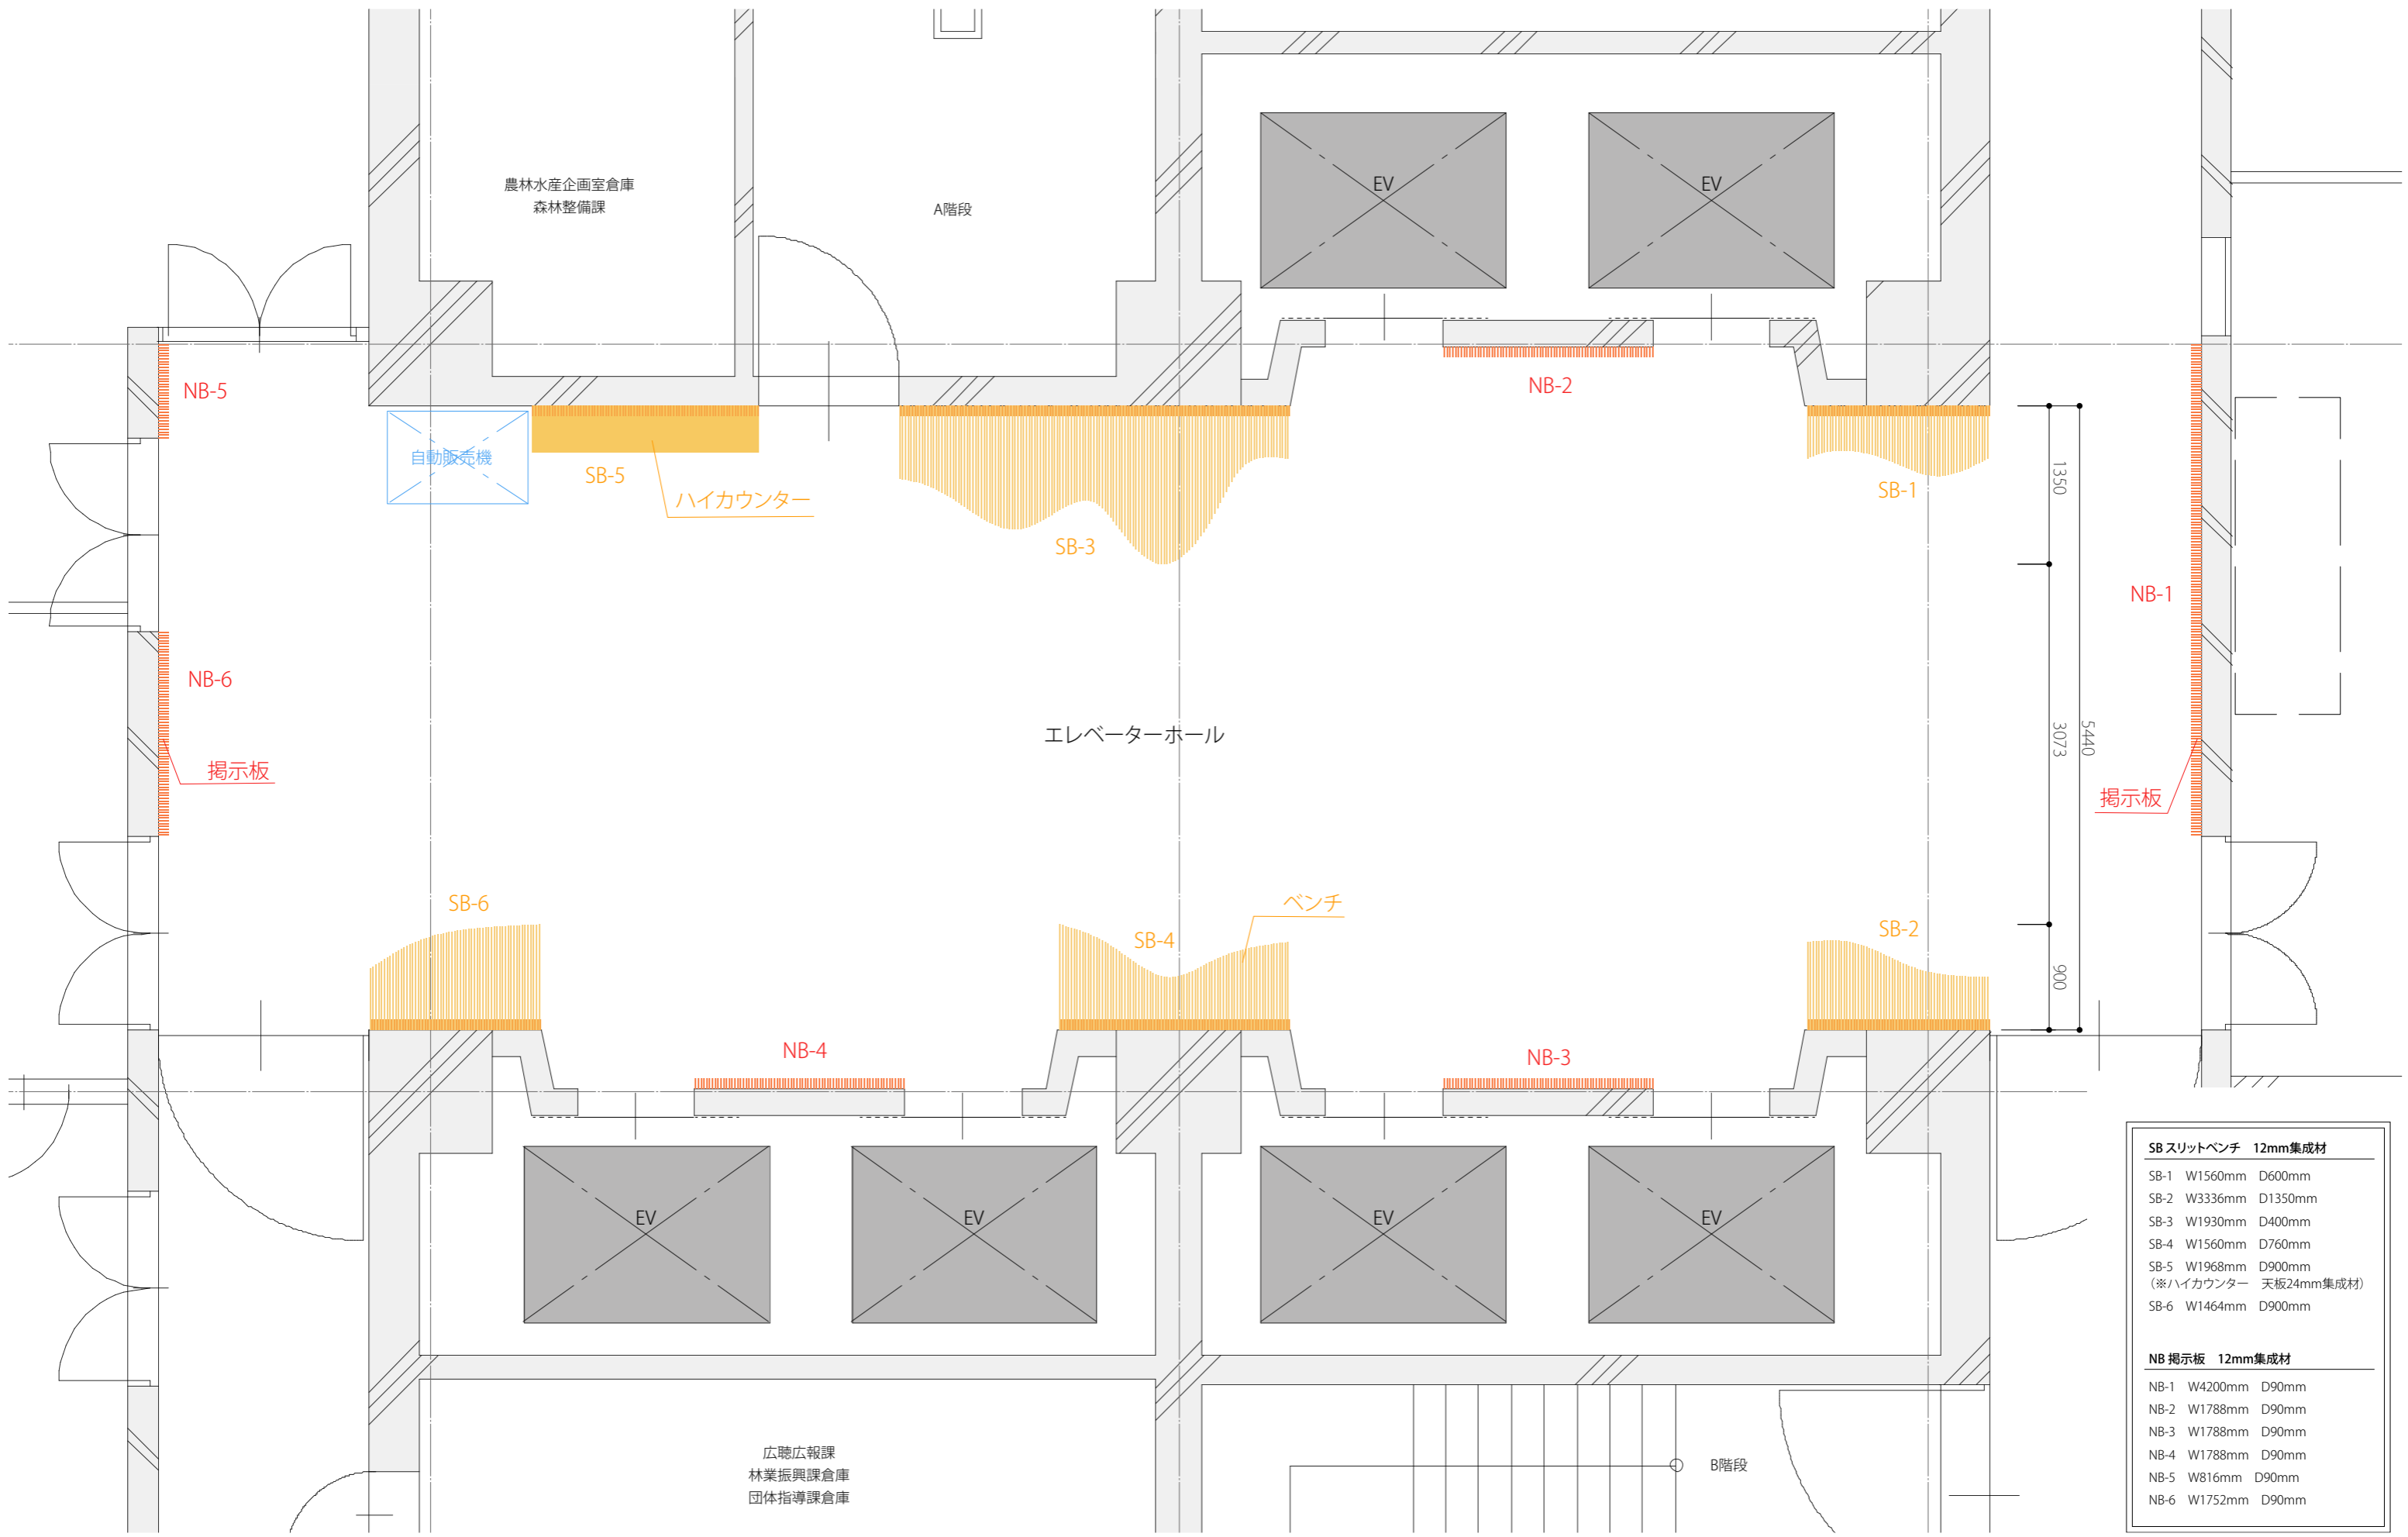 農林水産企画室倉庫
森林整備課
A階段
EV
EV
NB-5
NB-2
自動販売機
SB-5
ハイカウンター
SB-3
SB-1
1350
NB-1
NB-6
掲示板
エレベーターホール
3073
5440
掲示板
SB-6
ベンチ
SB-4
SB-2
900
NB-4
NB-3
EV
EV
EV
EV
広聴広報課
林業振興課倉庫
団体指導課倉庫
B階段
SB スリットベンチ　12mm集成材
SB-1　W1560mm　D600mm
SB-2　W3336mm　D1350mm
SB-3　W1930mm　D400mm
SB-4　W1560mm　D760mm
SB-5　W1968mm　D900mm
（※ハイカウンター　天板24mm集成材）
SB-6　W1464mm　D900mm
NB 掲示板　12mm集成材
NB-1　W4200mm　D90mm
NB-2　W1788mm　D90mm
NB-3　W1788mm　D90mm
NB-4　W1788mm　D90mm
NB-5　W816mm　D90mm
NB-6　W1752mm　D90mm